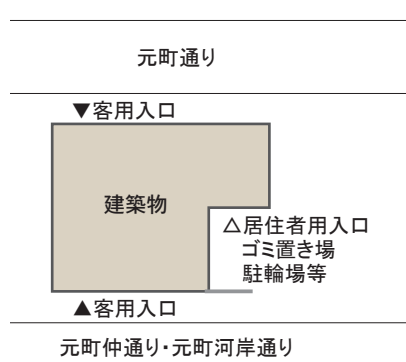 元町通り
▼客用入口
建築物
△居住者用入口
ゴミ置き場
駐輪場等
▲客用入口
元町仲通り・元町河岸通り